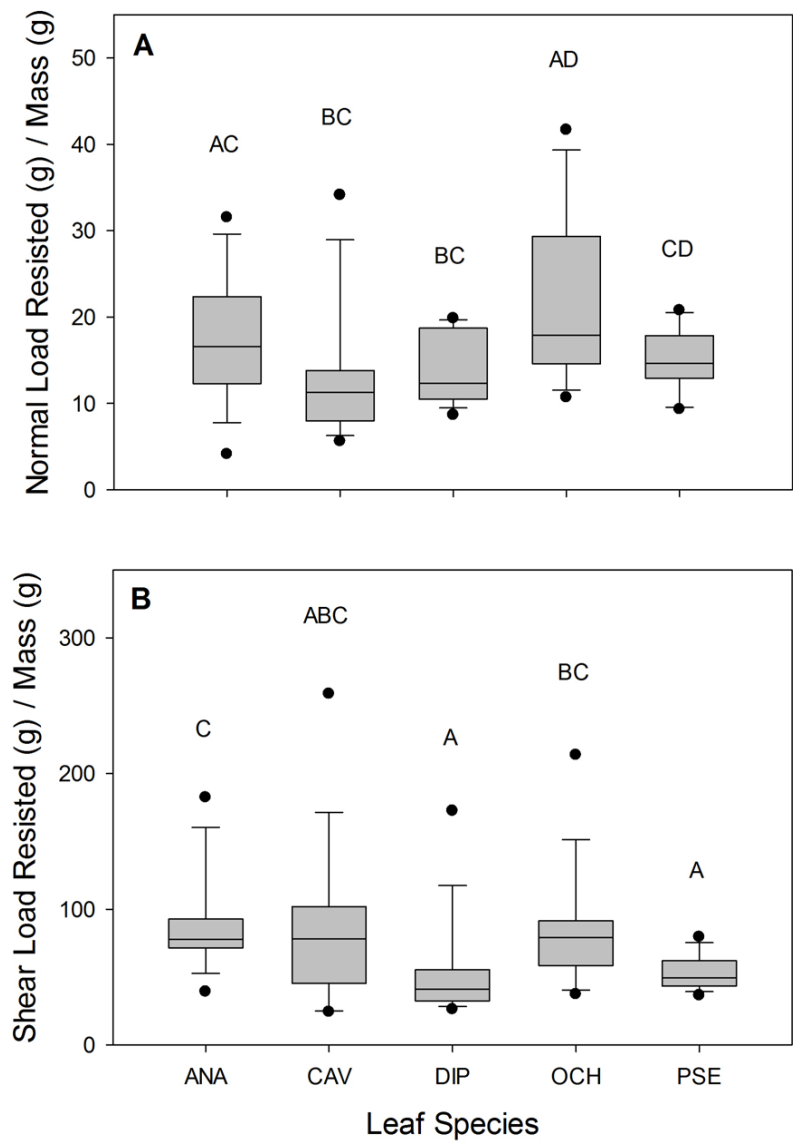 A
Normal Load Resisted (g) / Mass (g)
50
40
30
20
10
0
AC
BC
BC
AD
CD
B
Shear Load Resisted (g) / Mass (g)
300
200
100
0
C
ABC
A
BC
A
ANA CAV DIP OCH PSE
Leaf Species